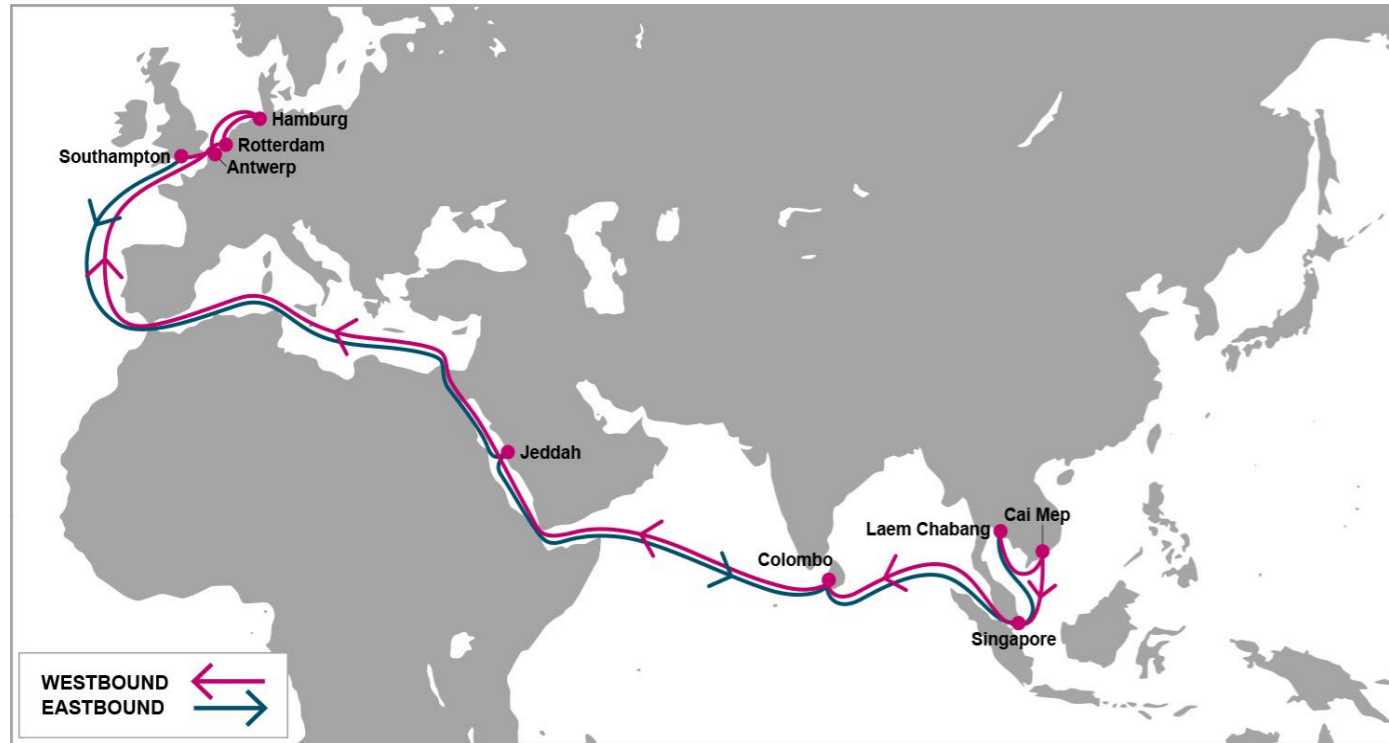 Hamburg
Rotterdam
Southampton
Antwerp
Jeddah
Cai Mep
Laem Chabang
Colombo
Singapore
WESTBOUND
EASTBOUND